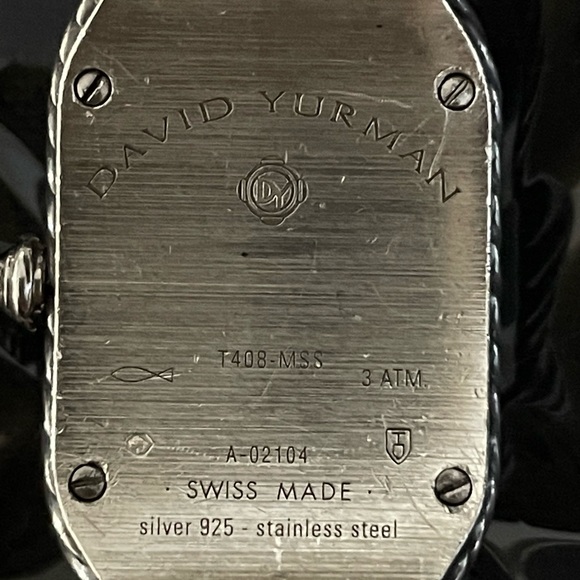 DAVID YURMAN
DY
T408-MSS
3 ATM.
A-02104
· SWISS MADE ·
silver 925 - stainless steel